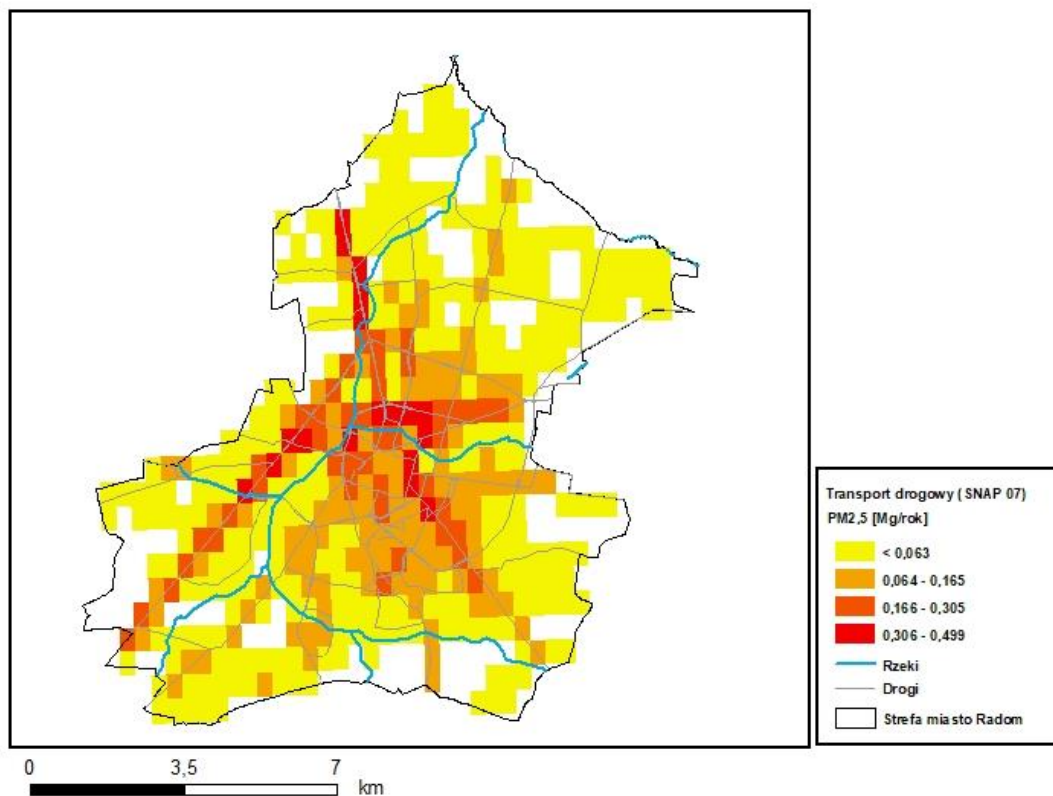 Transport drogowy ( SNAP 07)
PM2,5 [Mg/rok]
< 0,063
0,064 - 0,165
0,166 - 0,305
0,306 - 0,499
Rzeki
Drogi
Strefa miasto Radom
0 3,5 7
km